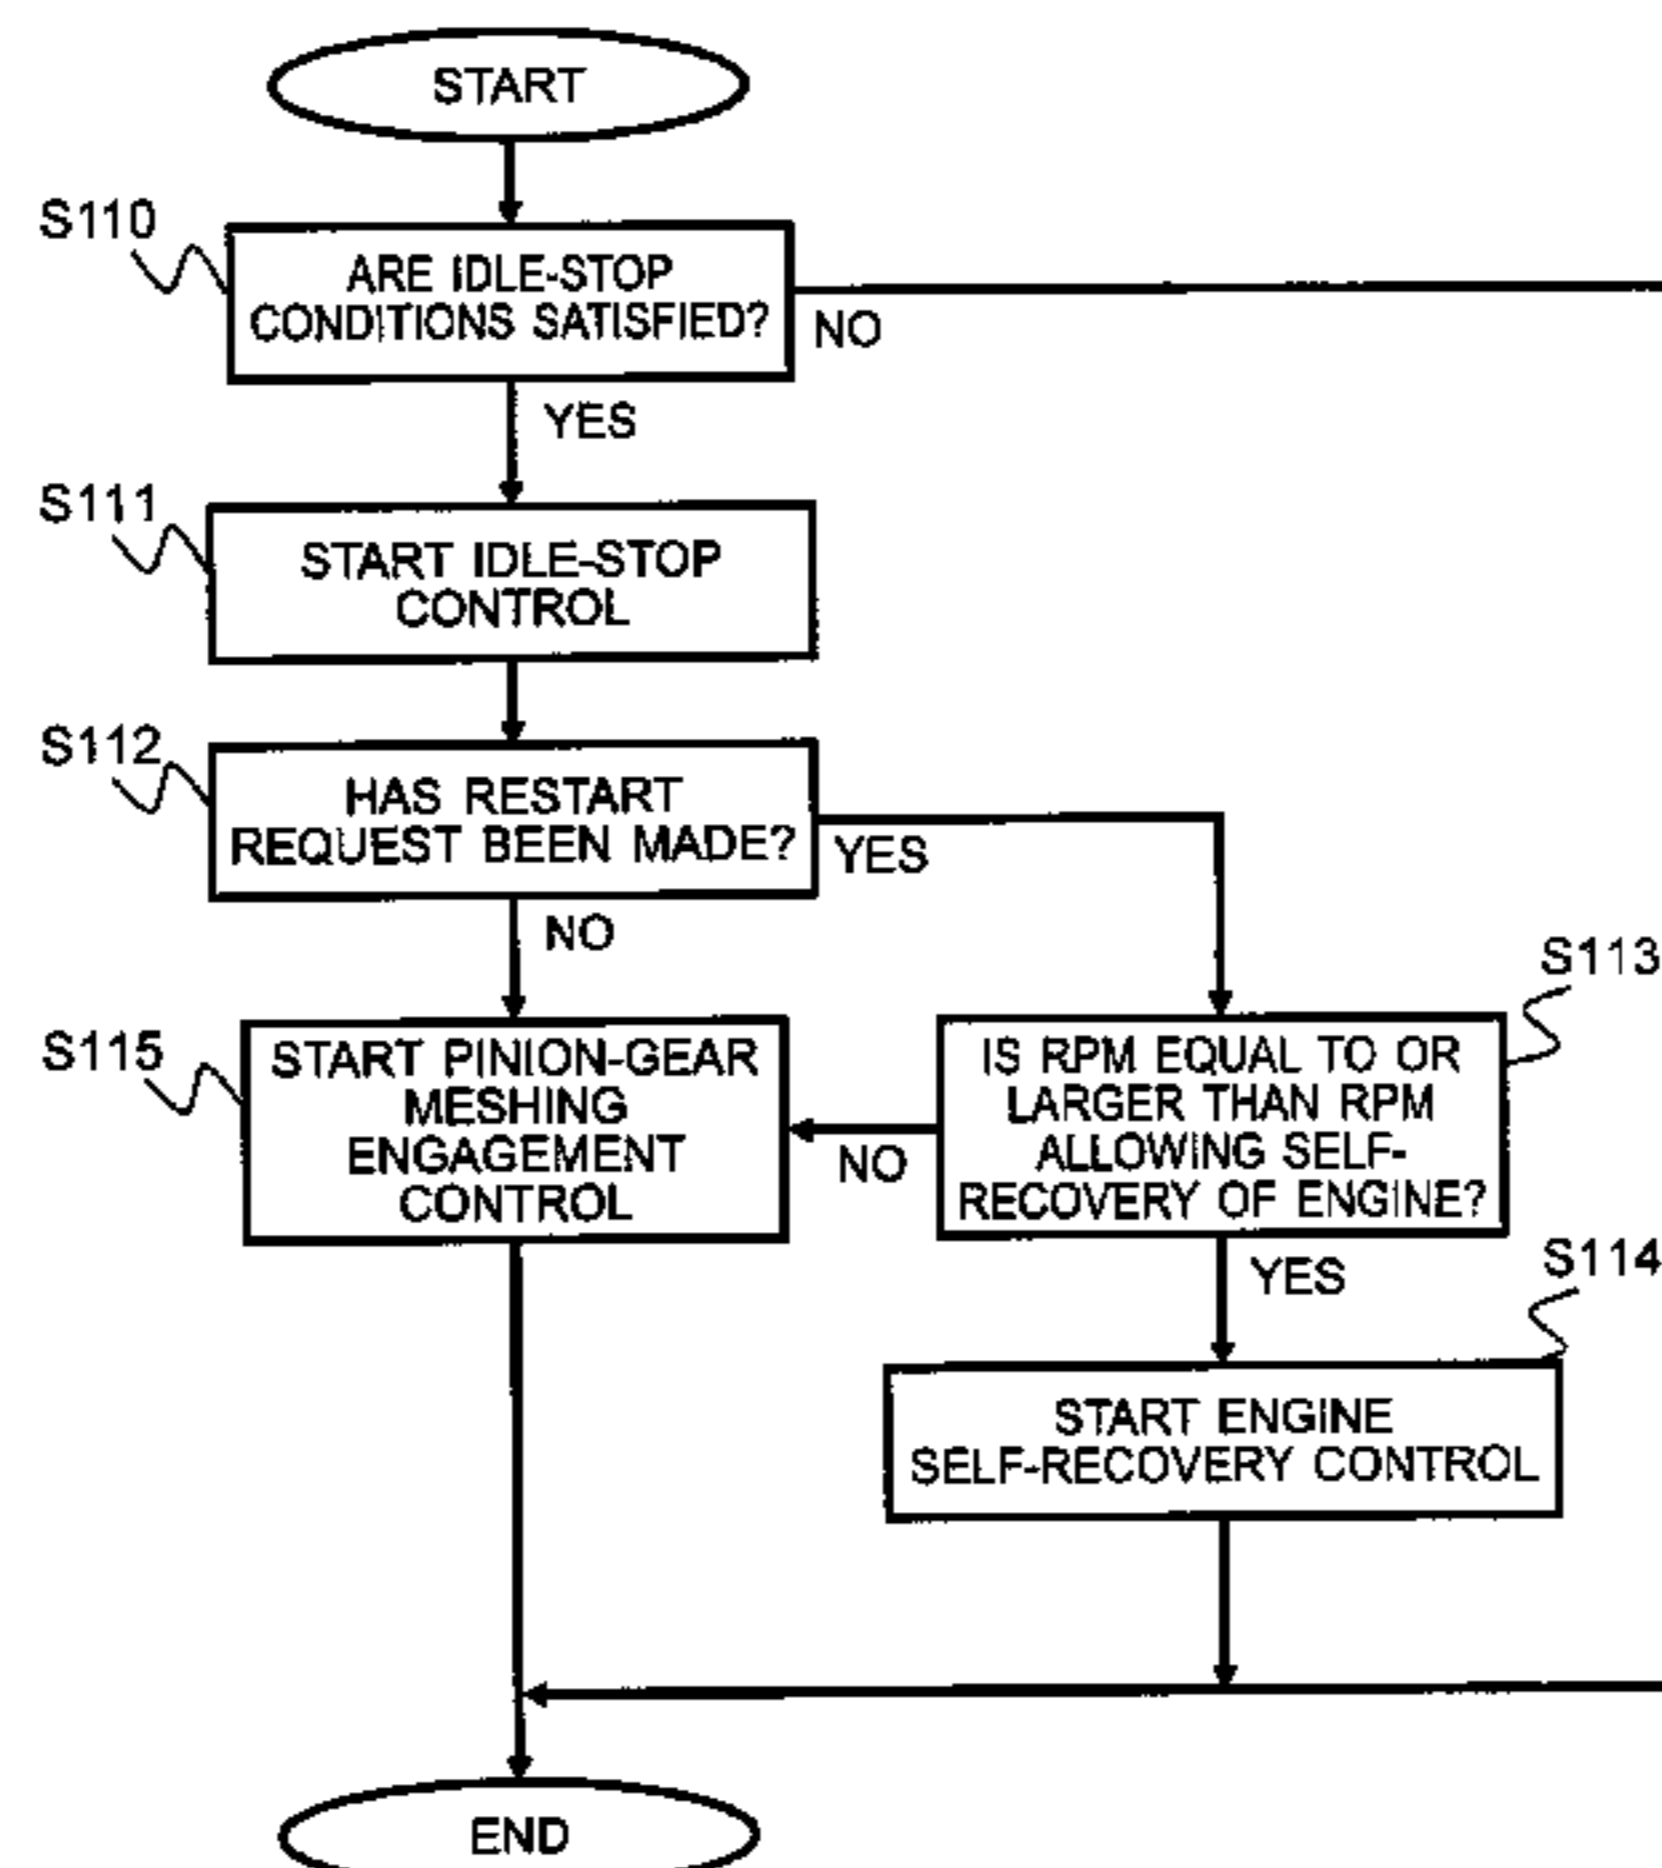 START
S110
ARE IDLE-STOP
CONDITIONS SATISFIED?
NO
YES
S111
START IDLE-STOP
CONTROL
S112
HAS RESTART
REQUEST BEEN MADE?
YES
NO
S113
S115
START PINION-GEAR
MESHING
ENGAGEMENT
CONTROL
IS RPM EQUAL TO OR
LARGER THAN RPM
ALLOWING SELF-
RECOVERY OF ENGINE?
NO
YES
S114
START ENGINE
SELF-RECOVERY CONTROL
END